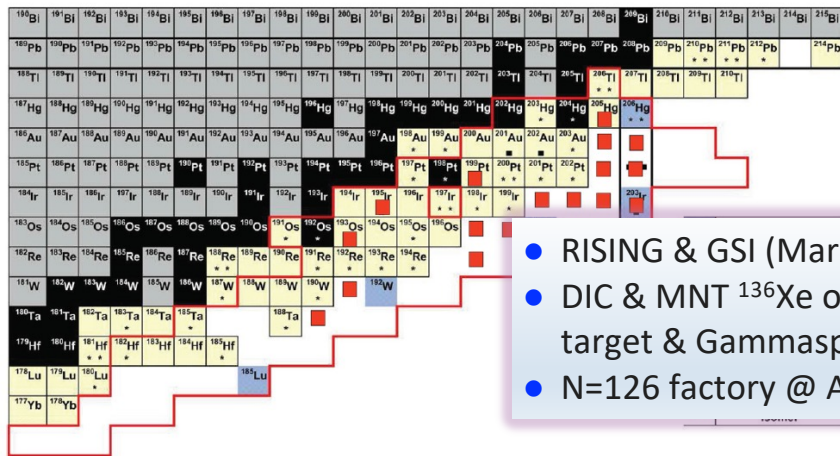 ¹⁹⁰Bi ¹⁹¹Bi ¹⁹²Bi ¹⁹³Bi ¹⁹⁴Bi ¹⁹⁵Bi ¹⁹⁶Bi ¹⁹⁷Bi ¹⁹⁸Bi ¹⁹⁹Bi ²⁰⁰Bi ²⁰¹Bi ²⁰²Bi ²⁰³Bi ²⁰⁴Bi ²⁰⁵Bi ²⁰⁶Bi ²⁰⁷Bi ²⁰⁸Bi ²⁰⁹Bi ²¹⁰Bi ²¹¹Bi ²¹²Bi ²¹³Bi ²¹⁴Bi ²¹⁵Bi
¹⁸⁹Pb ¹⁹⁰Pb ¹⁹¹Pb ¹⁹²Pb ¹⁹³Pb ¹⁹⁴Pb ¹⁹⁵Pb ¹⁹⁶Pb ¹⁹⁷Pb ¹⁹⁸Pb ¹⁹⁹Pb ²⁰⁰Pb ²⁰¹Pb ²⁰²Pb ²⁰³Pb ²⁰⁴Pb ²⁰⁵Pb ²⁰⁶Pb ²⁰⁷Pb ²⁰⁸Pb ²⁰⁹Pb ²¹⁰Pb ²¹¹Pb ²¹²Pb ²¹⁴Pb
¹⁸⁸Tl ¹⁸⁹Tl ¹⁹⁰Tl ¹⁹¹Tl ¹⁹²Tl ¹⁹³Tl ¹⁹⁴Tl ¹⁹⁵Tl ¹⁹⁶Tl ¹⁹⁷Tl ¹⁹⁸Tl ¹⁹⁹Tl ²⁰⁰Tl ²⁰¹Tl ²⁰²Tl ²⁰³Tl ²⁰⁴Tl ²⁰⁵Tl ²⁰⁶Tl ²⁰⁷Tl ²⁰⁸Tl ²⁰⁹Tl ²¹⁰Tl
¹⁸⁷Hg ¹⁸⁸Hg ¹⁸⁹Hg ¹⁹⁰Hg ¹⁹¹Hg ¹⁹²Hg ¹⁹³Hg ¹⁹⁴Hg ¹⁹⁵Hg ¹⁹⁶Hg ¹⁹⁷Hg ¹⁹⁸Hg ¹⁹⁹Hg ²⁰⁰Hg ²⁰¹Hg ²⁰²Hg ²⁰³Hg ²⁰⁴Hg ²⁰⁵Hg ²⁰⁶Hg
¹⁸⁶Au ¹⁸⁷Au ¹⁸⁸Au ¹⁸⁹Au ¹⁹⁰Au ¹⁹¹Au ¹⁹²Au ¹⁹³Au ¹⁹⁴Au ¹⁹⁵Au ¹⁹⁶Au ¹⁹⁷Au ¹⁹⁸Au ¹⁹⁹Au ²⁰⁰Au ²⁰¹Au ²⁰²Au ²⁰³Au
¹⁸⁵Pt ¹⁸⁶Pt ¹⁸⁷Pt ¹⁸⁸Pt ¹⁸⁹Pt ¹⁹⁰Pt ¹⁹¹Pt ¹⁹²Pt ¹⁹³Pt ¹⁹⁴Pt ¹⁹⁵Pt ¹⁹⁶Pt ¹⁹⁷Pt ¹⁹⁸Pt ¹⁹⁹Pt ²⁰⁰Pt ²⁰¹Pt ²⁰²Pt
¹⁸⁴Ir ¹⁸⁵Ir ¹⁸⁶Ir ¹⁸⁷Ir ¹⁸⁸Ir ¹⁸⁹Ir ¹⁹⁰Ir ¹⁹¹Ir ¹⁹²Ir ¹⁹³Ir ¹⁹⁴Ir ¹⁹⁵Ir ¹⁹⁶Ir ¹⁹⁷Ir ¹⁹⁸Ir ¹⁹⁹Ir ²⁰³Ir
¹⁸³Os ¹⁸⁴Os ¹⁸⁵Os ¹⁸⁶Os ¹⁸⁷Os ¹⁸⁸Os ¹⁸⁹Os ¹⁹⁰Os ¹⁹¹Os ¹⁹²Os ¹⁹³Os ¹⁹⁴Os ¹⁹⁵Os ¹⁹⁶Os
¹⁸²Re ¹⁸³Re ¹⁸⁴Re ¹⁸⁵Re ¹⁸⁶Re ¹⁸⁷Re ¹⁸⁸Re ¹⁸⁹Re ¹⁹⁰Re ¹⁹¹Re ¹⁹²Re ¹⁹³Re ¹⁹⁴Re
¹⁸¹W ¹⁸²W ¹⁸³W ¹⁸⁴W ¹⁸⁵W ¹⁸⁶W ¹⁸⁷W ¹⁸⁸W ¹⁸⁹W ¹⁹⁰W ¹⁹²W
¹⁸⁰Ta ¹⁸¹Ta ¹⁸²Ta ¹⁸³Ta ¹⁸⁴Ta ¹⁸⁵Ta ¹⁸⁸Ta
¹⁷⁹Hf ¹⁸⁰Hf ¹⁸¹Hf ¹⁸²Hf ¹⁸³Hf ¹⁸⁴Hf ¹⁸⁵Hf
¹⁷⁸Lu ¹⁷⁹Lu ¹⁸⁰Lu ¹⁸⁵Lu
¹⁷⁷Yb ¹⁷⁸Yb
● RISING & GSI (Mar
● DIC & MNT ¹³⁶Xe o
target & Gammasp
● N=126 factory @ A